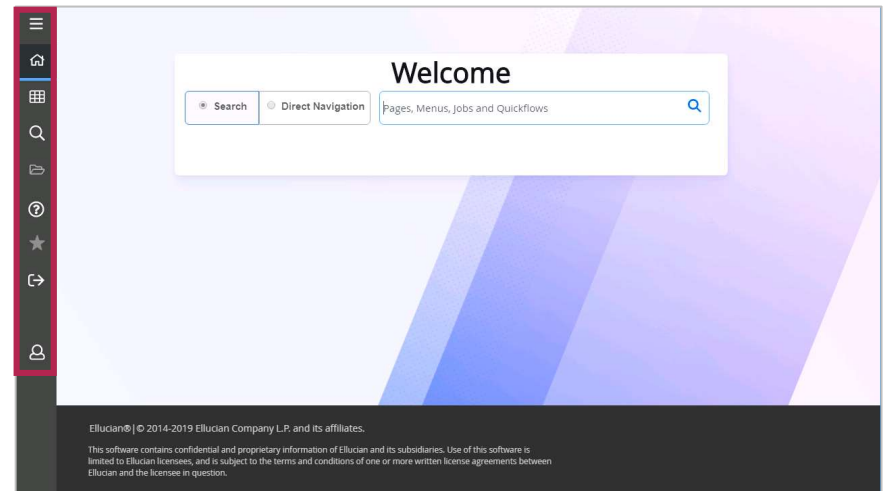 Welcome
Search
Direct Navigation
Pages, Menus, Jobs and Quickflows
Ellucian®|© 2014-2019 Ellucian Company L.P. and its affiliates.
This software contains confidential and proprietary information of Ellucian and its subsidiaries. Use of this software is
limited to Ellucian licensees, and is subject to the terms and conditions of one or more written license agreements between
Ellucian and the licensee in question.